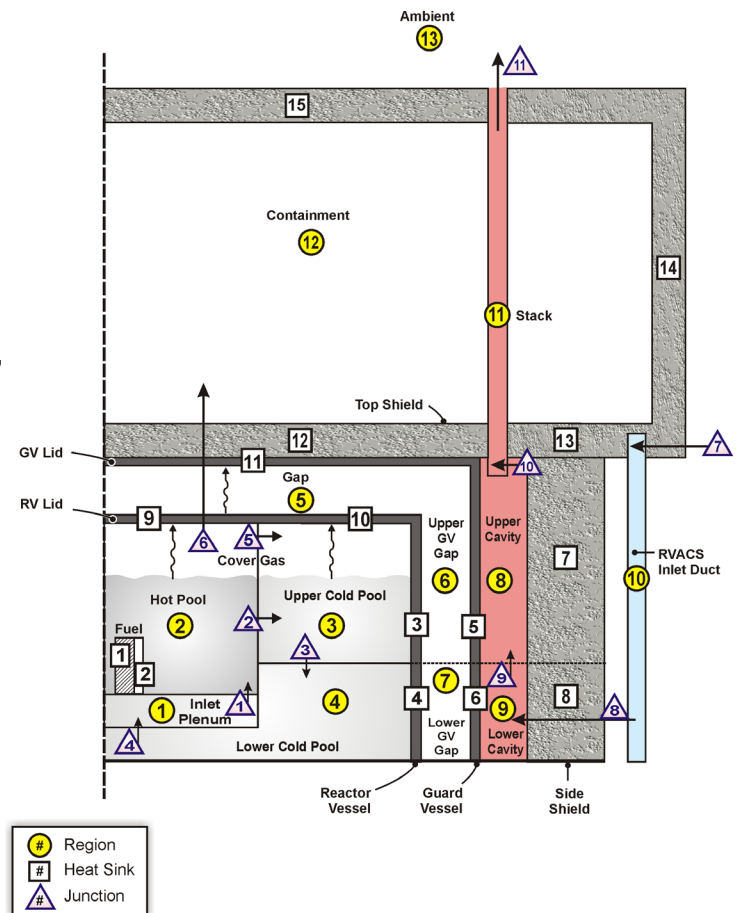 Ambient
13
11
15
Containment
12
14
11 Stack
Top Shield
12
13
7
GV Lid
11
10
Gap
5
RV Lid
9
10
6
5
Cover Gas
Upper
GV
Gap
6
Upper
Cavity
8
7
RVACS
Inlet Duct
10
Hot Pool
2
Upper Cold Pool
3
2
3
3
5
Fuel
1
2
1
Inlet
Plenum
1
4
4
7
6
9
9
8
8
4
Lower Cold Pool
Lower
GV
Gap
Lower
Cavity
Reactor
Vessel
Guard
Vessel
Side
Shield
# Region
# Heat Sink
# Junction